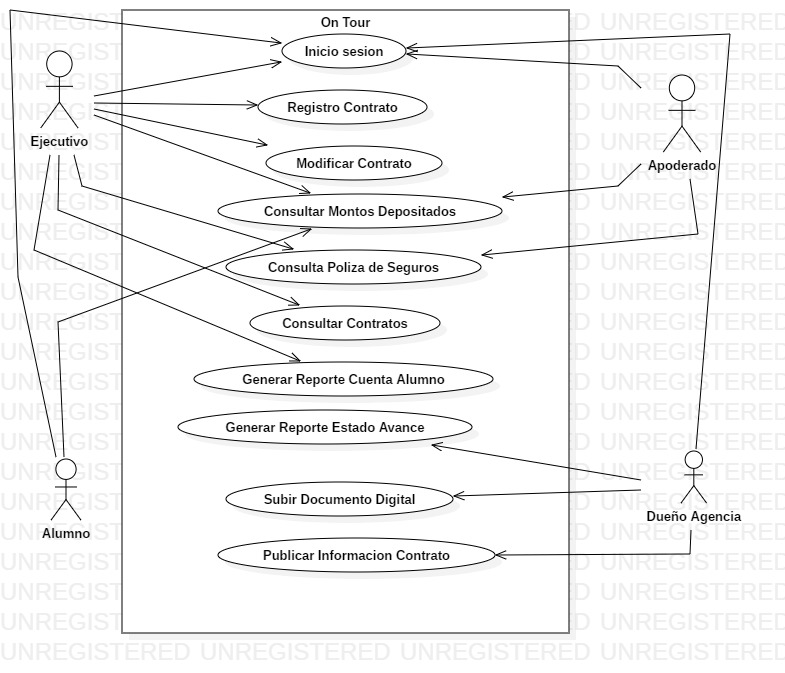 On Tour
Inicio sesion
Registro Contrato
Ejecutivo
Modificar Contrato
Apoderado
Consultar Montos Depositados
Consulta Poliza de Seguros
Consultar Contratos
Generar Reporte Cuenta Alumno
Generar Reporte Estado Avance
Subir Documento Digital
Dueño Agencia
Alumno
Publicar Informacion Contrato
UNREGISTERED UNREGISTERED UNREGISTERED UNREGISTERED